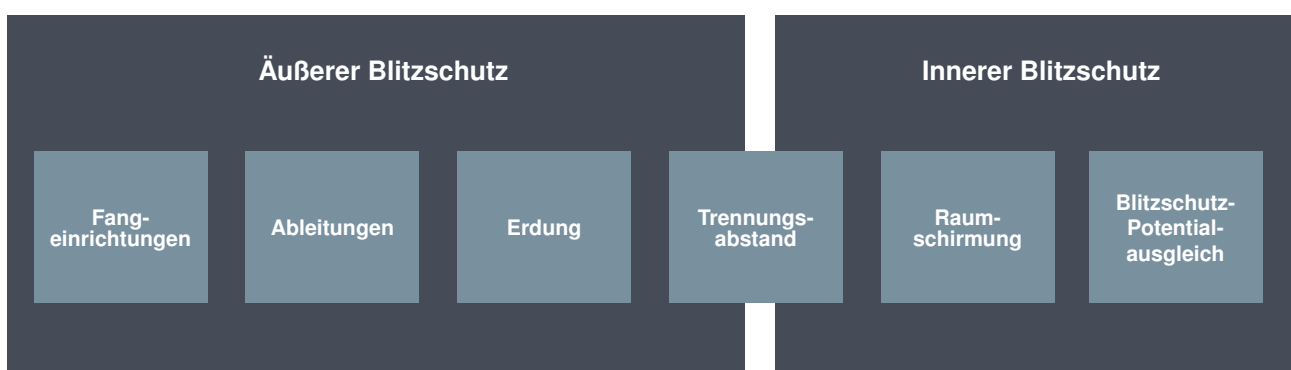 Äußerer Blitzschutz
Innerer Blitzschutz
Fang-
einrichtungen
Ableitungen
Erdung
Trennungs-
abstand
Raum-
schirmung
Blitzschutz-
Potential-
ausgleich